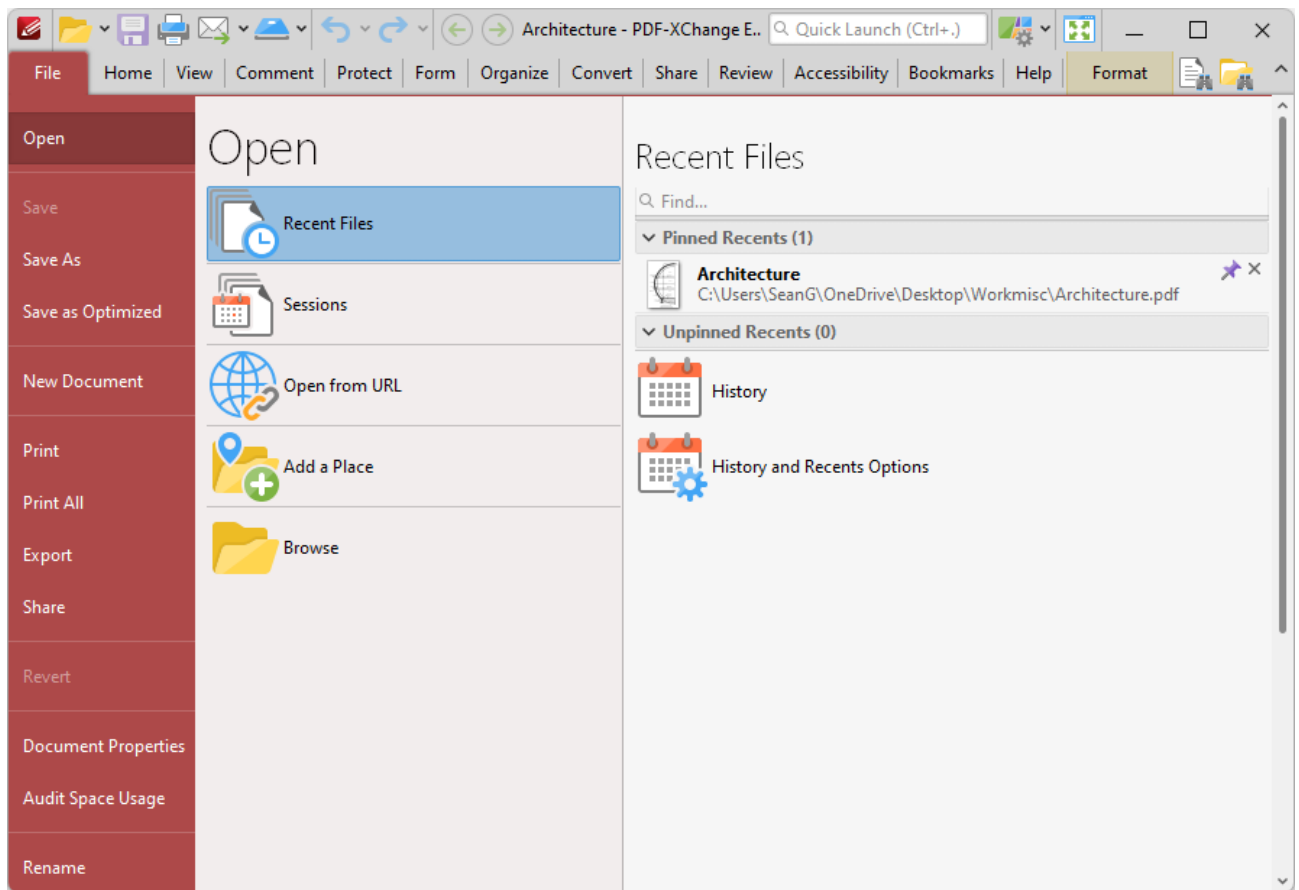 Architecture - PDF-XChange E.. Quick Launch (Ctrl+.)
File Home View Comment Protect Form Organize Convert Share Review Accessibility Bookmarks Help Format
Open
Save
Save As
Save as Optimized
New Document
Print
Print All
Export
Share
Revert
Document Properties
Audit Space Usage
Rename
Open
Recent Files
Sessions
Open from URL
Add a Place
Browse
Recent Files
Find...
Pinned Recents (1)
Architecture
C:\Users\SeanG\OneDrive\Desktop\Workmisc\Architecture.pdf
Unpinned Recents (0)
History
History and Recents Options